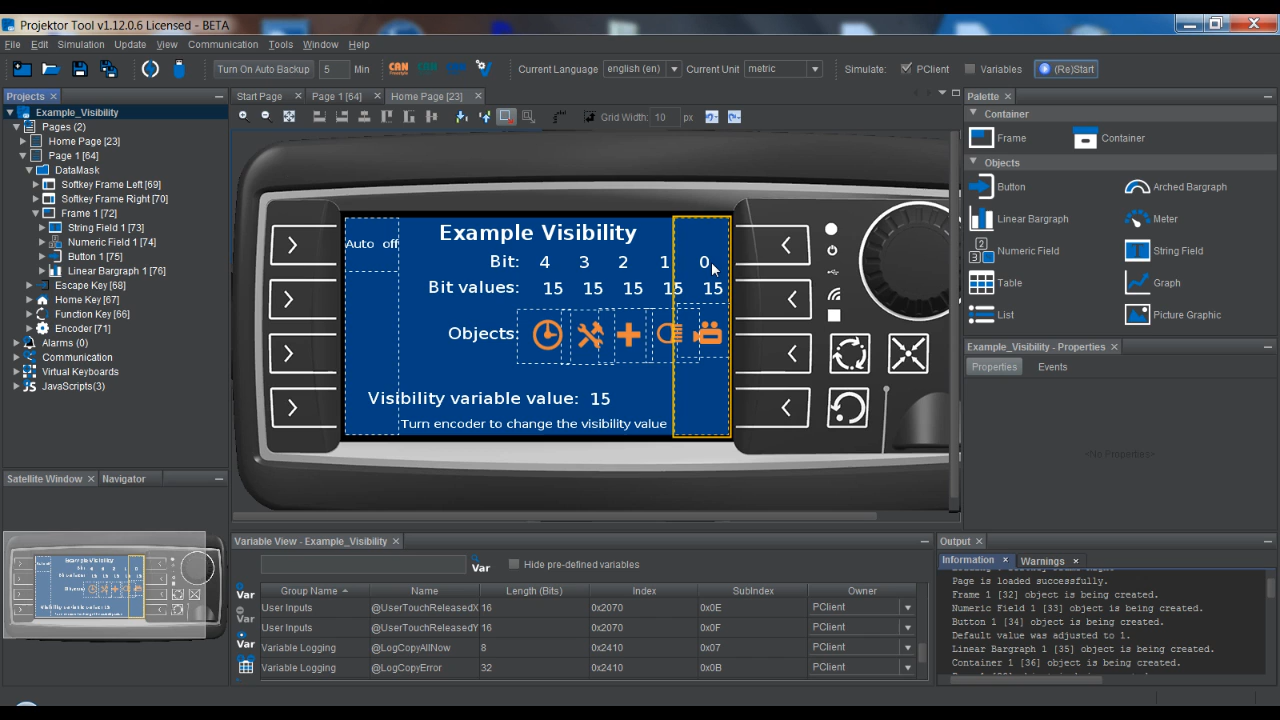 Projektor Tool v1.12.0.6 Licensed - BETA
File Edit Simulation Update View Communication Tools Window Help
Turn On Auto Backup 5 Min CAN Current Language english (en) Current Unit metric Simulate: PClient Variables (Re)Start
Projects
Example_Visibility
Pages (2)
Home Page [23]
Page 1 [64]
DataMask
Softkey Frame Left [69]
Softkey Frame Right [70]
Frame 1 [72]
String Field 1 [73]
Numeric Field 1 [74]
Button 1 [75]
Linear Bargraph 1 [76]
Escape Key [68]
Home Key [67]
Function Key [66]
Encoder [71]
Alarms (0)
Communication
Virtual Keyboards
JavaScripts(3)
Satellite Window Navigator
Start Page Page 1 [64] Home Page [23]
Grid Width: 10 px
Auto off
Example Visibility
Bit: 4 3 2 1 0
Bit values: 15 15 15 15 15
Objects:
Visibility variable value: 15
Turn encoder to change the visibility value
Variable View - Example_Visibility
Var Hide pre-defined variables
Var
Var
Var
Group Name Name Length (Bits) Index SubIndex Owner
User Inputs @UserTouchReleasedX 16 0x2070 0x0E PClient
User Inputs @UserTouchReleasedY 16 0x2070 0x0F PClient
Variable Logging @LogCopyAllNow 8 0x2410 0x07 PClient
Variable Logging @LogCopyError 32 0x2410 0x0B PClient
Palette
Container
Frame Container
Objects
Button Arched Bargraph
Linear Bargraph Meter
Numeric Field String Field
Table Graph
List Picture Graphic
Example_Visibility - Properties
Properties Events
<No Properties>
Output
Information Warnings
Page is loaded successfully.
Frame 1 [32] object is being created.
Numeric Field 1 [33] object is being created.
Button 1 [34] object is being created.
Default value was adjusted to 1.
Linear Bargraph 1 [35] object is being created.
Container 1 [36] object is being created.